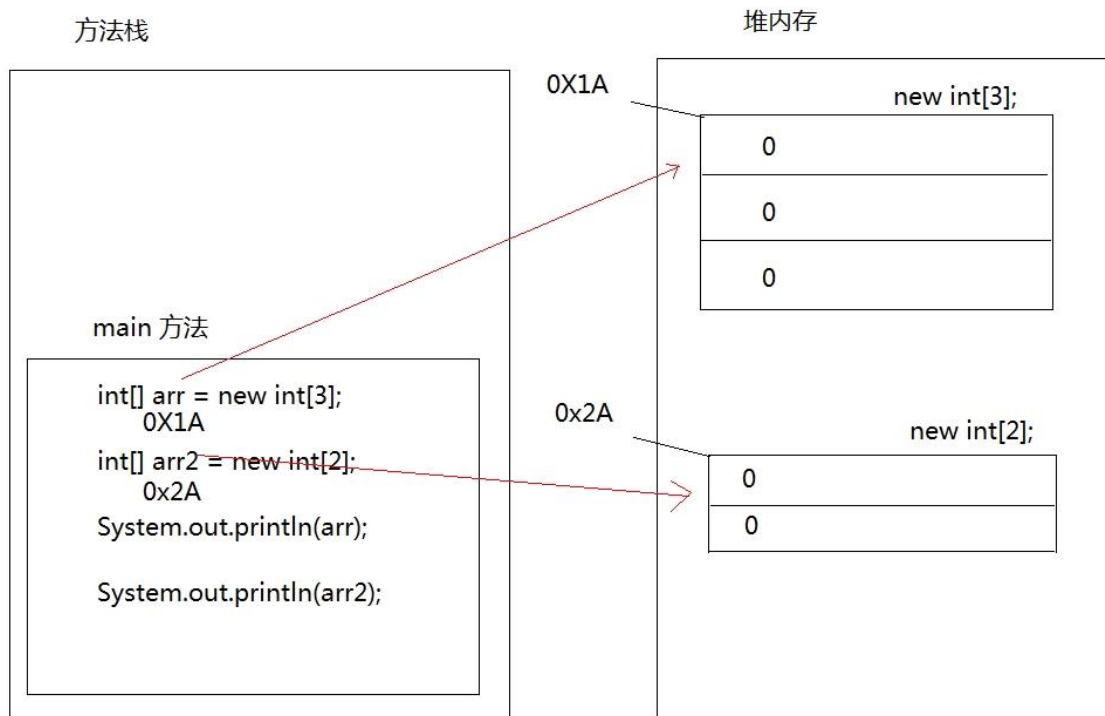 方法栈
main 方法
int[] arr = new int[3];
0X1A
int[] arr2 = new int[2];
0x2A
System.out.println(arr);
System.out.println(arr2);
堆内存
0X1A
new int[3];
0
0
0
0x2A
new int[2];
0
0